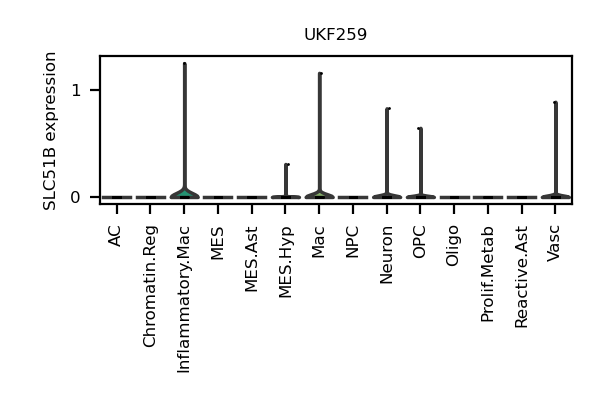 UKF259
SLC51B expression
1
0
AC
Chromatin.Reg
Inflammatory.Mac
MES
MES.Ast
MES.Hyp
Mac
NPC
Neuron
OPC
Oligo
Prolif.Metab
Reactive.Ast
Vasc